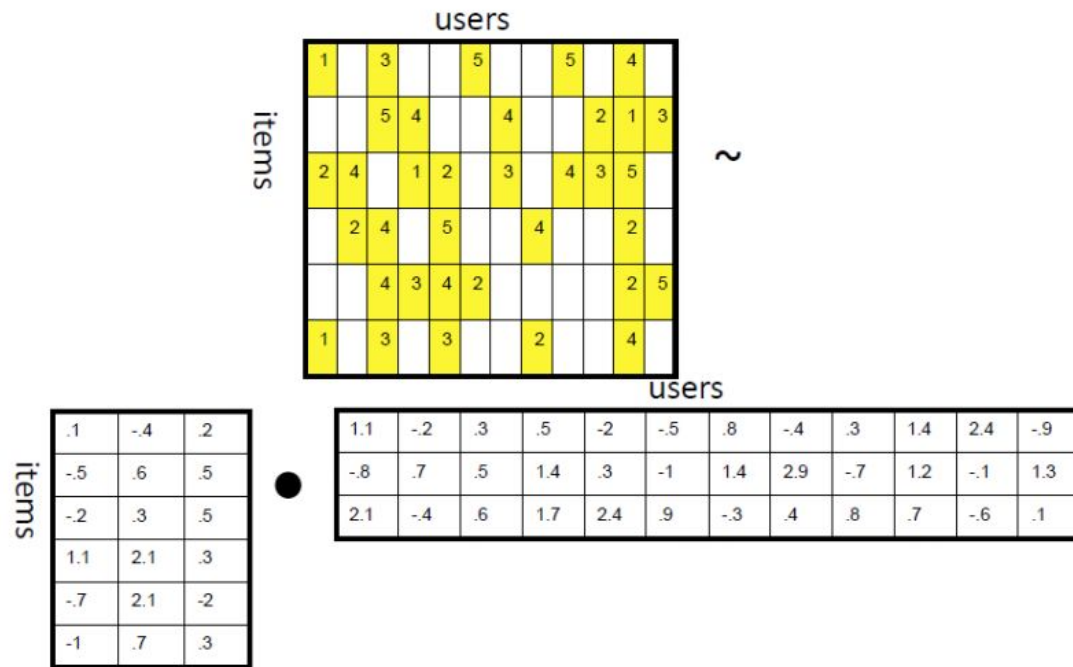 users
items
1 3 5 5 4
5 4 4 2 1 3
2 4 1 2 3 4 3 5
2 4 5 4 2
4 3 4 2 2 5
1 3 3 2 4
~
users
items
.1 -.4 .2
-.5 .6 .5
-.2 .3 .5
1.1 2.1 .3
-.7 2.1 -2
-1 .7 .3
●
1.1 -.2 .3 .5 -2 -.5 .8 -.4 .3 1.4 2.4 -.9
-.8 .7 .5 1.4 .3 -1 1.4 2.9 -.7 1.2 -.1 1.3
2.1 -.4 .6 1.7 2.4 .9 -.3 .4 .8 .7 -.6 .1